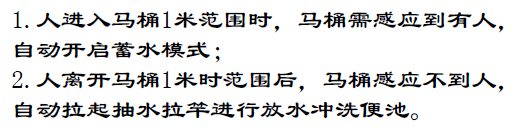 1.人进入马桶1米范围时，马桶需感应到有人，
自动开启蓄水模式；
2.人离开马桶1米时范围后，马桶感应不到人，
自动拉起抽水拉竿进行放水冲洗便池。